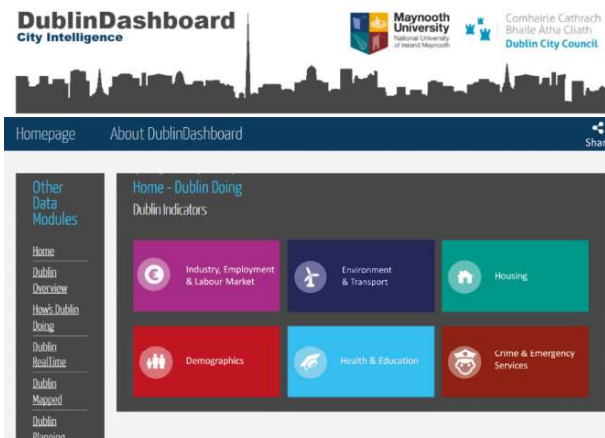 DublinDashboard
City Intelligence
Maynooth
University
National University
of Ireland Maynooth
Comhairle Cathrach
Bhaile Átha Cliath
Dublin City Council
Homepage
About DublinDashboard
Shar
Other
Data
Modules
Home
Dublin
Overview
How's Dublin
Doing
Dublin
RealTime
Dublin
Mapped
Dublin
Planning
Home - Dublin Doing
Dublin Indicators
Industry, Employment
& Labour Market
Environment
& Transport
Housing
Demographics
Health & Education
Crime & Emergency
Services